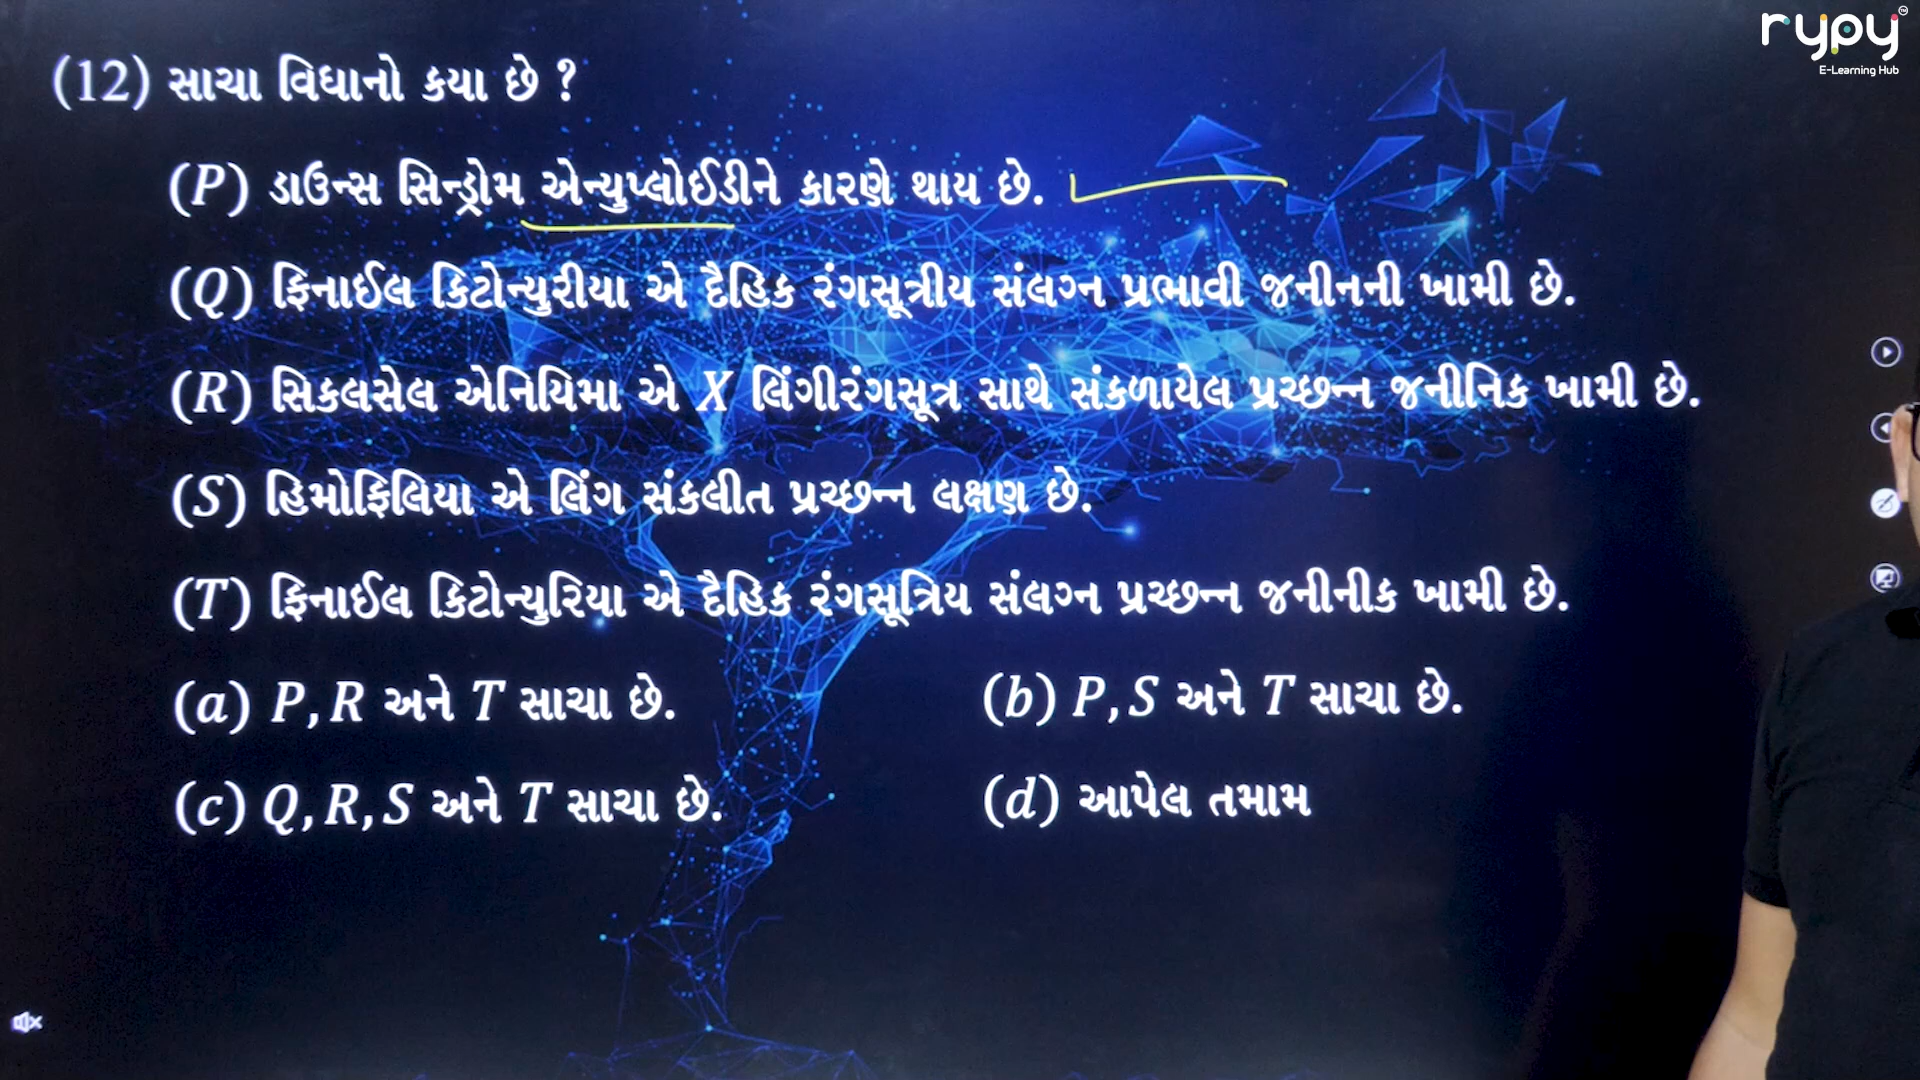 rypy
E-Learning Hub
(12) સાચા વિધાનો કયા છે ?
(P) ડાઉન્સ સિન્ડ્રોમ એન્યુપ્લોઈડીને કારણે થાય છે.
(Q) ફિનાઈલ કિટોન્યુરીયા એ દૈહિક રંગસૂત્રીય સંલગ્ન પ્રભાવી જનીનની ખામી છે.
(R) સિકલસેલ એનિયિમા એ X લિંગીરંગસૂત્ર સાથે સંકળાયેલ પ્રચ્છન્ન જનીનિક ખામી છે.
(S) હિમોફિલિયા એ લિંગ સંકલીત પ્રચ્છન્ન લક્ષણ છે.
(T) ફિનાઈલ કિટોન્યુરિયા એ દૈહિક રંગસૂત્રિય સંલગ્ન પ્રચ્છન્ન જનીનીક ખામી છે.
(a) P, R અને T સાચા છે. (b) P, S અને T સાચા છે.
(c) Q, R, S અને T સાચા છે. (d) આપેલ તમામ